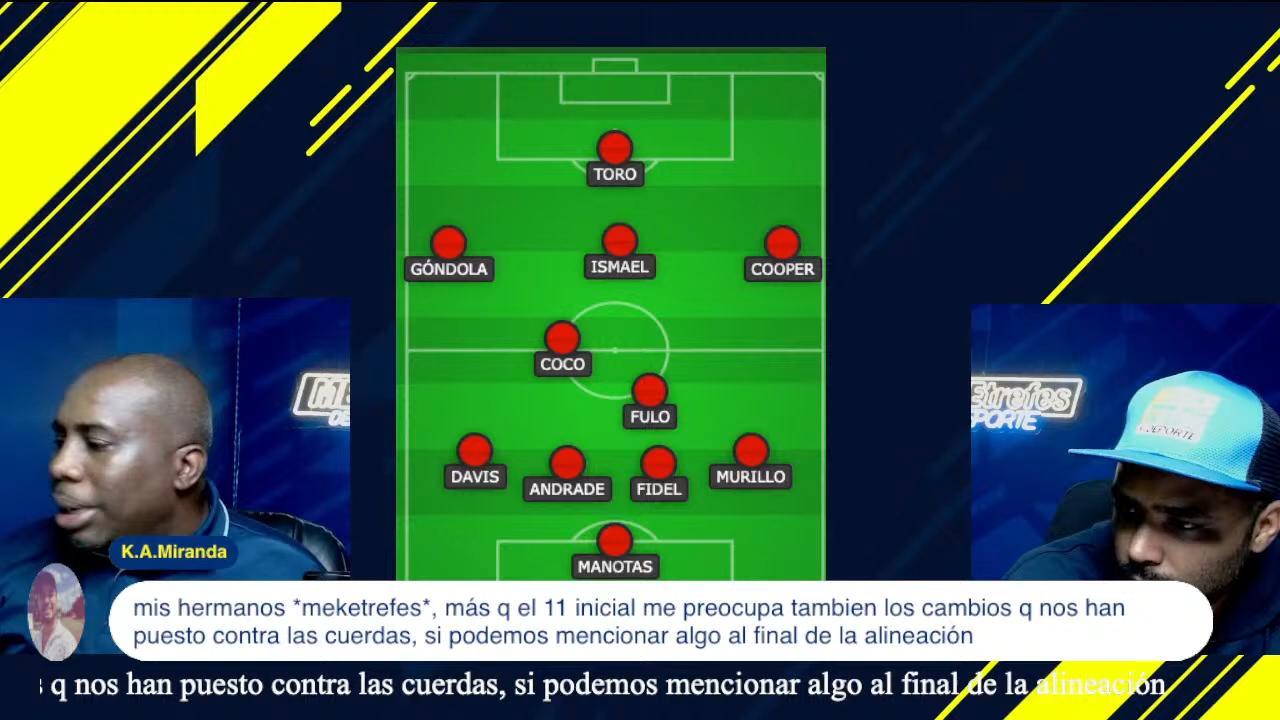 TORO
GÓNDOLA
ISMAEL
COOPER
COCO
FULO
DAVIS
ANDRADE
FIDEL
MURILLO
MANOTAS
Etrefes
PORTE
K.A.Miranda
mis hermanos *meketrefes*, más q el 11 inicial me preocupa tambien los cambios q nos han
puesto contra las cuerdas, si podemos mencionar algo al final de la alineación
q nos han puesto contra las cuerdas, si podemos mencionar algo al final de la alineación